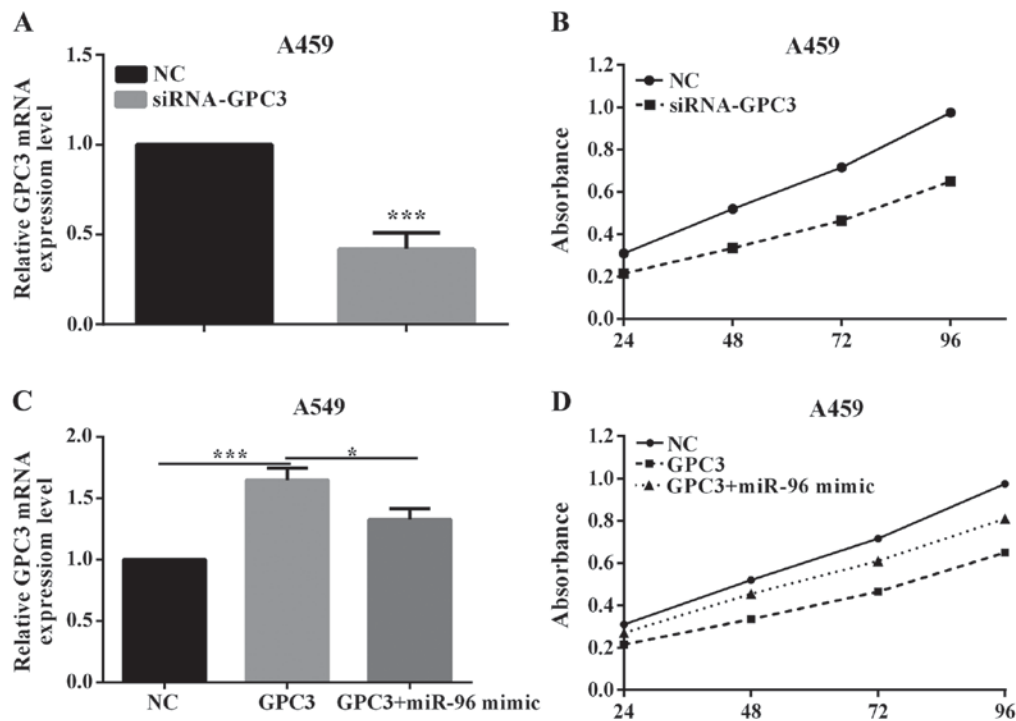 A
A459
Relative GPC3 mRNA
expressiom level
1.5
1.0
0.5
0.0
NC
siRNA-GPC3
***
B
A459
Absorbance
1.2
1.0
0.8
0.6
0.4
0.2
0.0
NC
siRNA-GPC3
24 48 72 96
C
A549
Relative GPC3 mRNA
expressiom level
2.0
1.5
1.0
0.5
0.0
*** *
NC GPC3 GPC3+miR-96 mimic
D
A459
Absorbance
1.2
1.0
0.8
0.6
0.4
0.2
0.0
NC
GPC3
GPC3+miR-96 mimic
24 48 72 96